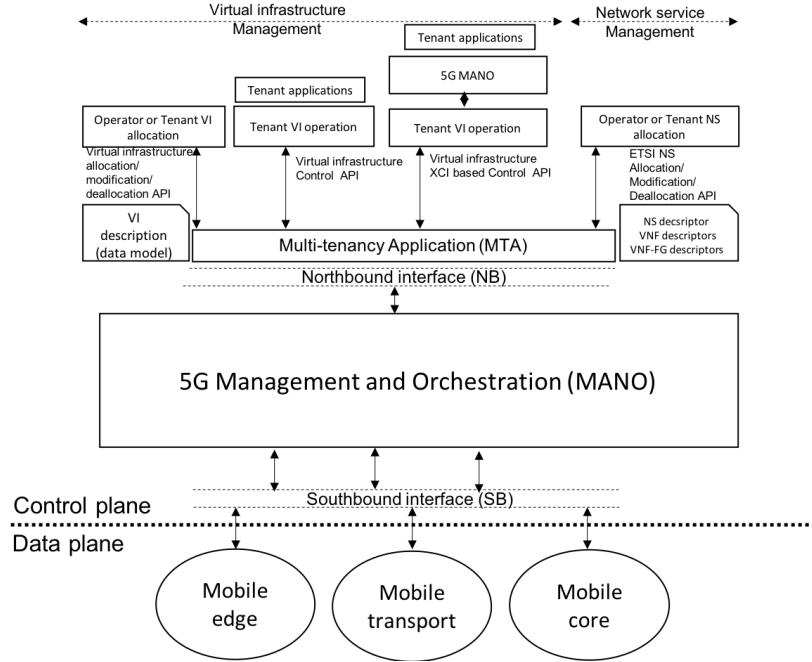 Virtual infrastructure
Management
Network service
Management
Tenant applications
5G MANO
Tenant applications
Operator or Tenant VI
allocation
Tenant VI operation
Tenant VI operation
Operator or Tenant NS
allocation
Virtual infrastructure
allocation/
modification/
deallocation API
Virtual infrastructure
Control API
Virtual infrastructure
XCI based Control API
ETSI NS
Allocation/
Modification/
Deallocation API
VI
description
(data model)
NS decsriptor
VNF descriptors
VNF-FG descriptors
Multi-tenancy Application (MTA)
Northbound interface (NB)
5G Management and Orchestration (MANO)
Southbound interface (SB)
Control plane
Data plane
Mobile
edge
Mobile
transport
Mobile
core